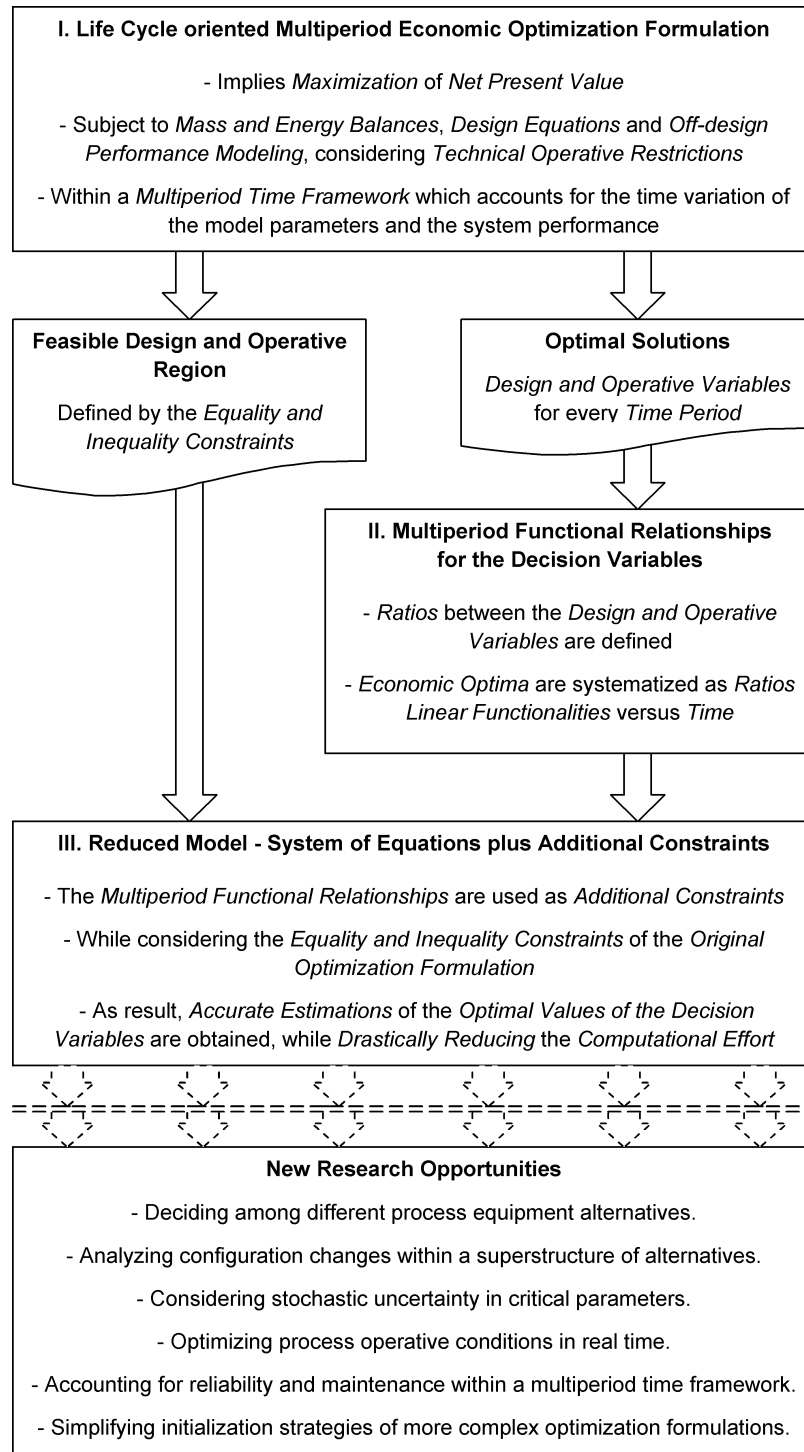 I. Life Cycle oriented Multiperiod Economic Optimization Formulation
- Implies Maximization of Net Present Value
- Subject to Mass and Energy Balances, Design Equations and Off-design
Performance Modeling, considering Technical Operative Restrictions
- Within a Multiperiod Time Framework which accounts for the time variation of
the model parameters and the system performance
Feasible Design and Operative
Region
Defined by the Equality and
Inequality Constraints
Optimal Solutions
Design and Operative Variables
for every Time Period
II. Multiperiod Functional Relationships
for the Decision Variables
- Ratios between the Design and Operative
Variables are defined
- Economic Optima are systematized as Ratios
Linear Functionalities versus Time
III. Reduced Model - System of Equations plus Additional Constraints
- The Multiperiod Functional Relationships are used as Additional Constraints
- While considering the Equality and Inequality Constraints of the Original
Optimization Formulation
- As result, Accurate Estimations of the Optimal Values of the Decision
Variables are obtained, while Drastically Reducing the Computational Effort
New Research Opportunities
- Deciding among different process equipment alternatives.
- Analyzing configuration changes within a superstructure of alternatives.
- Considering stochastic uncertainty in critical parameters.
- Optimizing process operative conditions in real time.
- Accounting for reliability and maintenance within a multiperiod time framework.
- Simplifying initialization strategies of more complex optimization formulations.